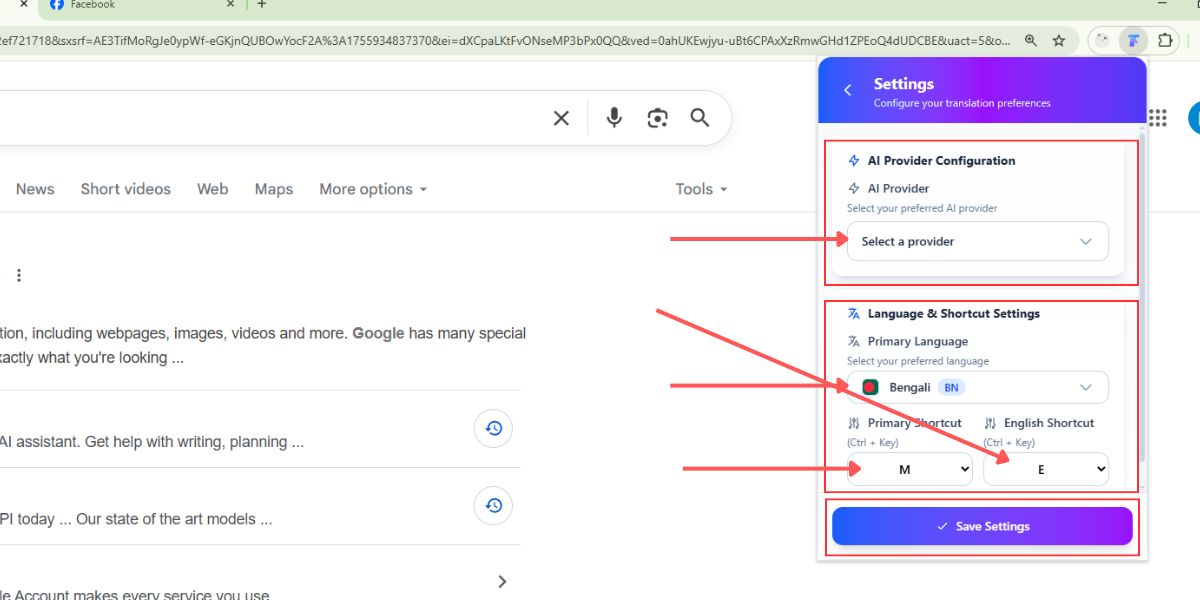 Facebook
2ef721718&sxsrf=AE3TifMoRgJe0ypWf-eGKjnQUBOwYocF2A%3A1755934837370&ei=dXCpaLKtFvONseMP3bPx0QQ&ved=0ahUKEwjyu-uBt6CPAxXzRmwGHd1ZPEoQ4dUDCBE&uact=5&o...
Settings
Configure your translation preferences
News Short videos Web Maps More options Tools
AI Provider Configuration
AI Provider
Select your preferred AI provider
Select a provider
tion, including webpages, images, videos and more. Google has many special
exactly what you're looking ...
Language & Shortcut Settings
Primary Language
Select your preferred language
Bengali BN
Primary Shortcut English Shortcut
(Ctrl + Key) (Ctrl + Key)
M E
AI assistant. Get help with writing, planning ...
PI today ... Our state of the art models ...
Save Settings
le Account makes every service you use